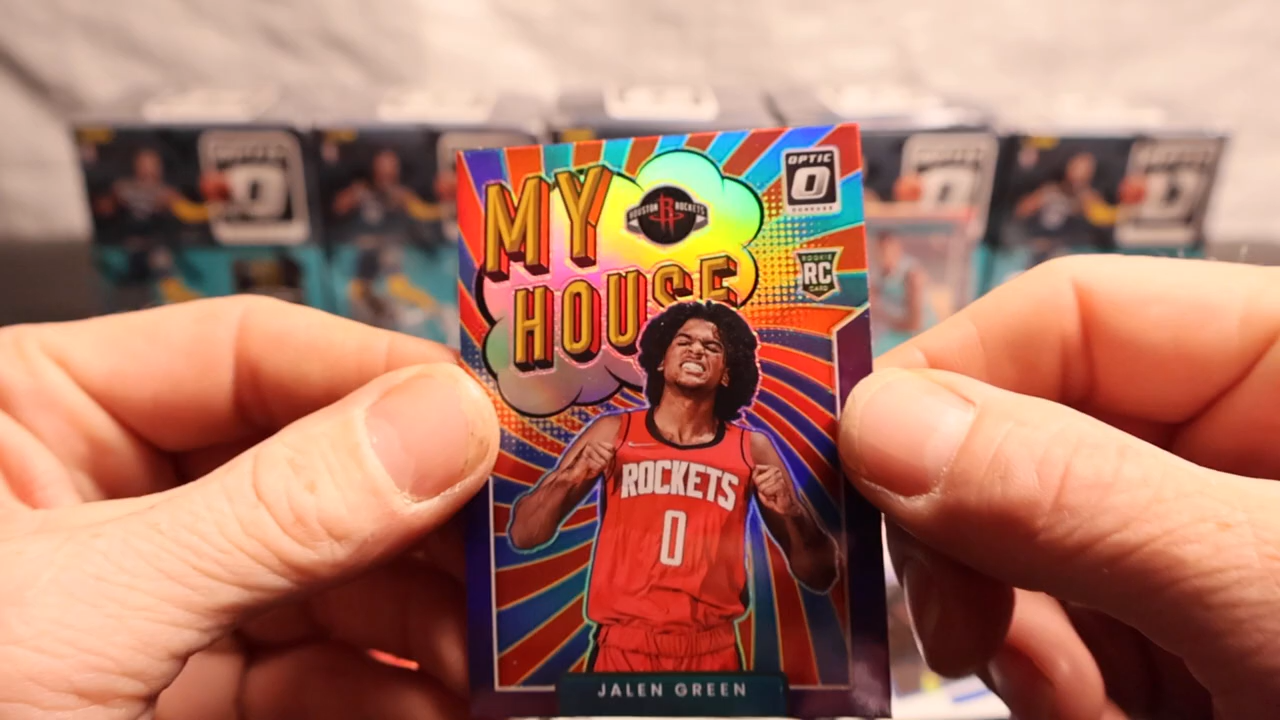 MY
HOUSE
HOUSTON ROCKETS
OPTIC
ROOKIE
RC
CARD
ROCKETS
0
JALEN GREEN